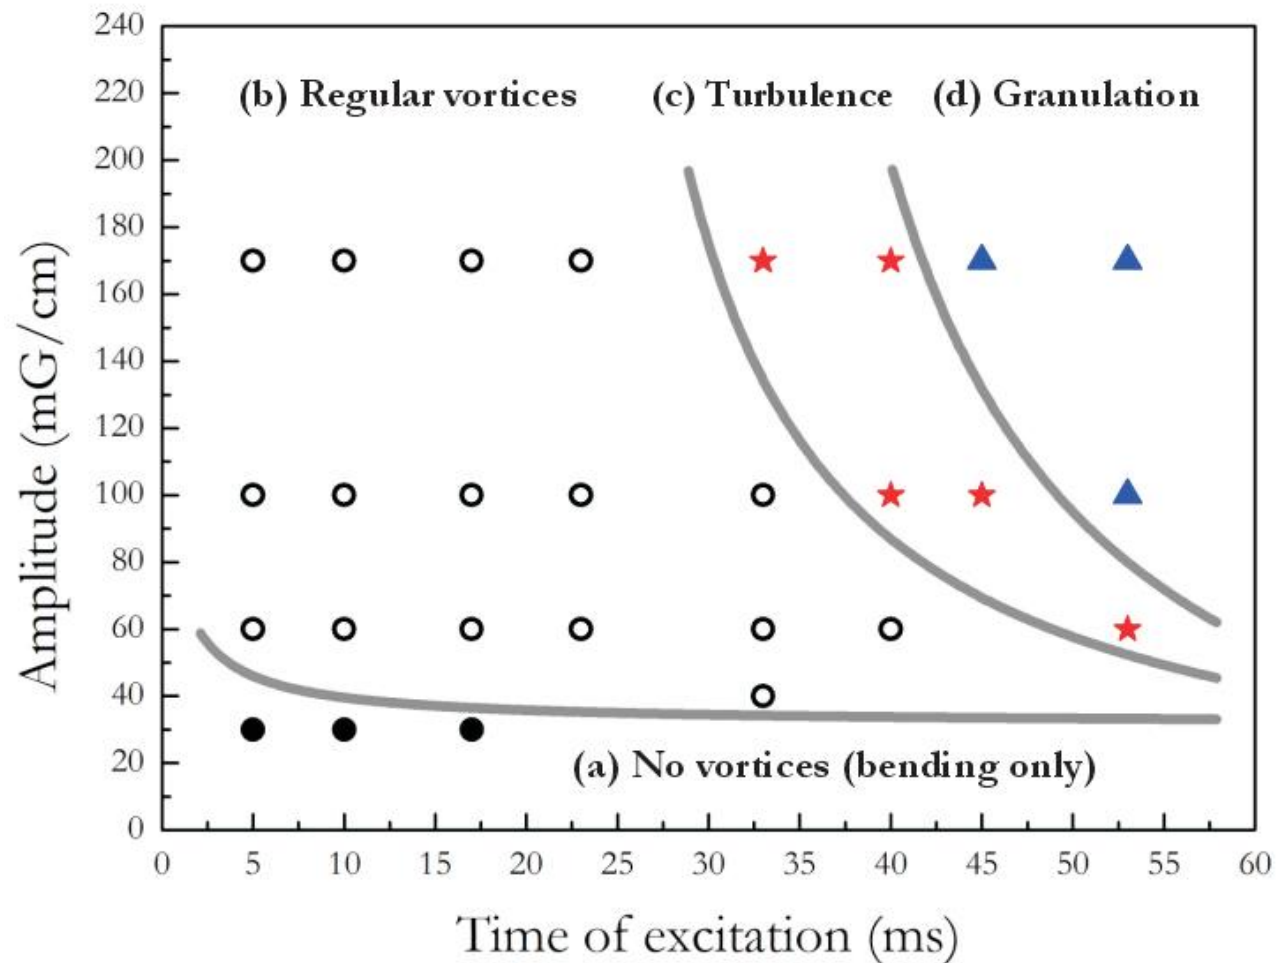 240
220
200
180
160
140
120
100
80
60
40
20
0
Amplitude (mG/cm)
(b) Regular vortices
(c) Turbulence
(d) Granulation
(a) No vortices (bending only)
0 5 10 15 20 25 30 35 40 45 50 55 60
Time of excitation (ms)